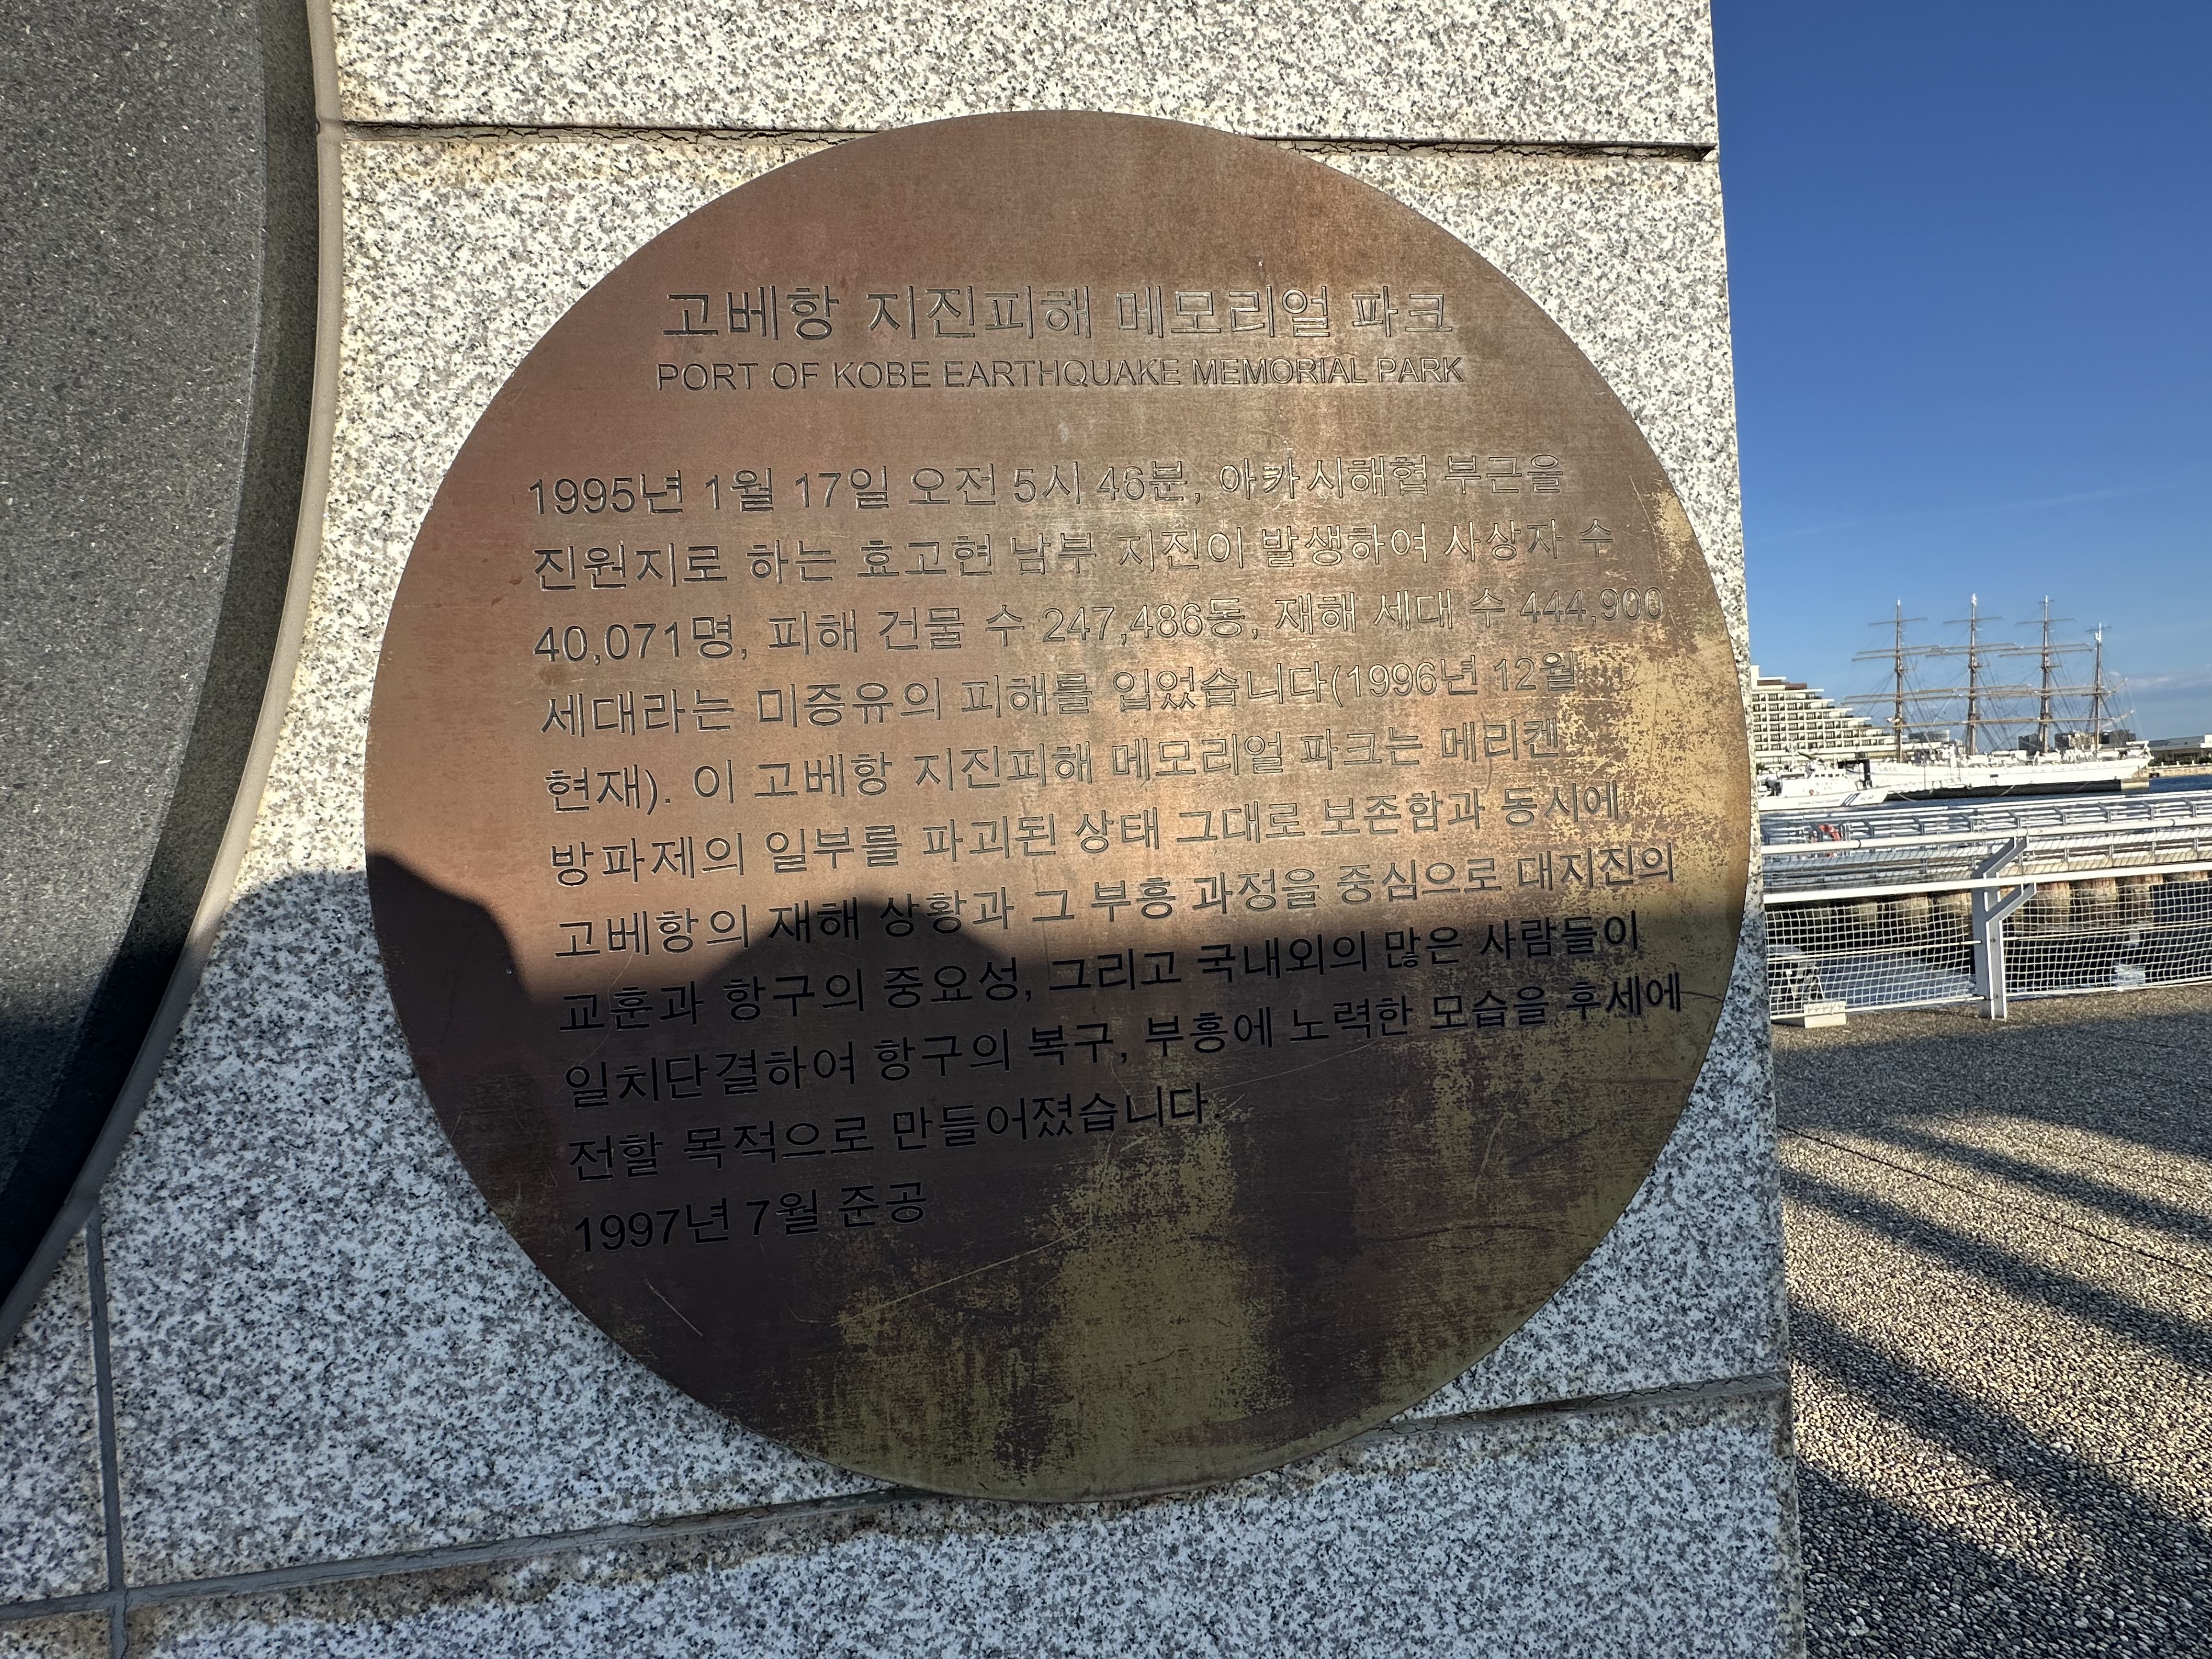 고베항 지진피해 메모리얼 파크
PORT OF KOBE EARTHQUAKE MEMORIAL PARK
1995년 1월 17일 오전 5시 46분, 아카시해협 부근을
진원지로 하는 효고현 남부 지진이 발생하여 사상자 수
40,071명, 피해 건물 수 247,486동, 재해 세대 수 444,900
세대라는 미증유의 피해를 입었습니다(1996년 12월
현재). 이 고베항 지진피해 메모리얼 파크는 메리켄
방파제의 일부를 파괴된 상태 그대로 보존함과 동시에,
고베항의 재해 상황과 그 부흥 과정을 중심으로 대지진의
교훈과 항구의 중요성, 그리고 국내외의 많은 사람들이
일치단결하여 항구의 복구, 부흥에 노력한 모습을 후세에
전할 목적으로 만들어졌습니다.
1997년 7월 준공